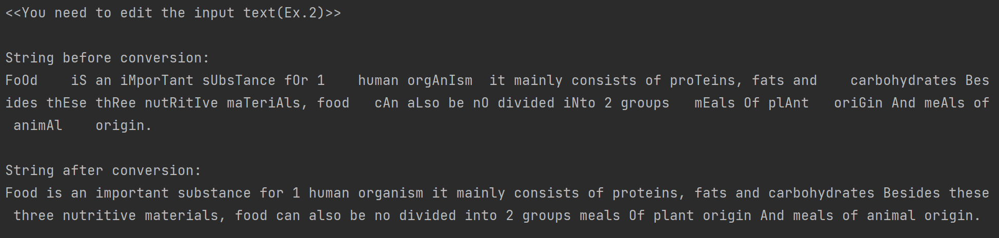 <<You need to edit the input text(Ex.2)>>

String before conversion:
FoOd    iS an iMporTant sUbsTance fOr 1    human orgAnIsm  it mainly consists of proTeins, fats and    carbohydrates Bes
ides thEse thRee nutRitIve maTeriAls, food   cAn aLso be nO divided iNto 2 groups   mEals Of plAnt   oriGin And meAls of
 animAl    origin.

String after conversion:
Food is an important substance for 1 human organism it mainly consists of proteins, fats and carbohydrates Besides these
 three nutritive materials, food can also be no divided into 2 groups meals Of plant origin And meals of animal origin.